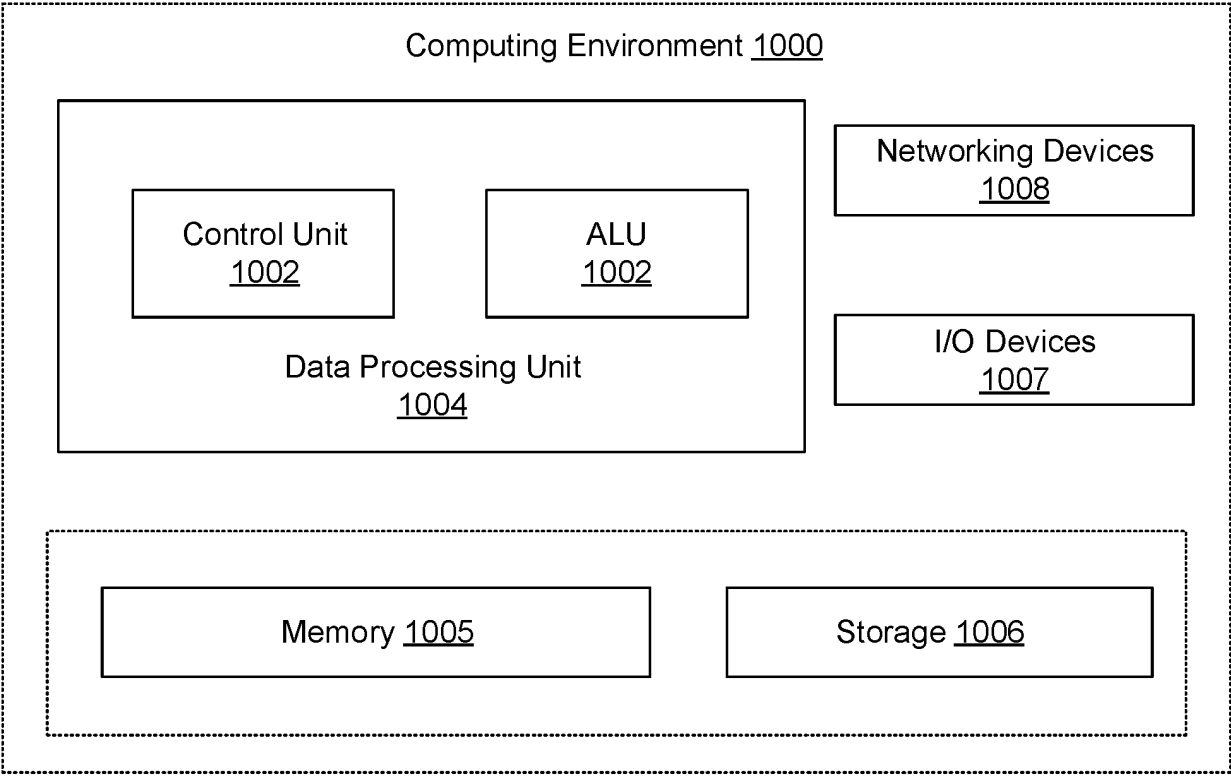 Computing Environment 1000
Networking Devices
1008
Control Unit
1002
ALU
1002
I/O Devices
1007
Data Processing Unit
1004
Memory 1005
Storage 1006